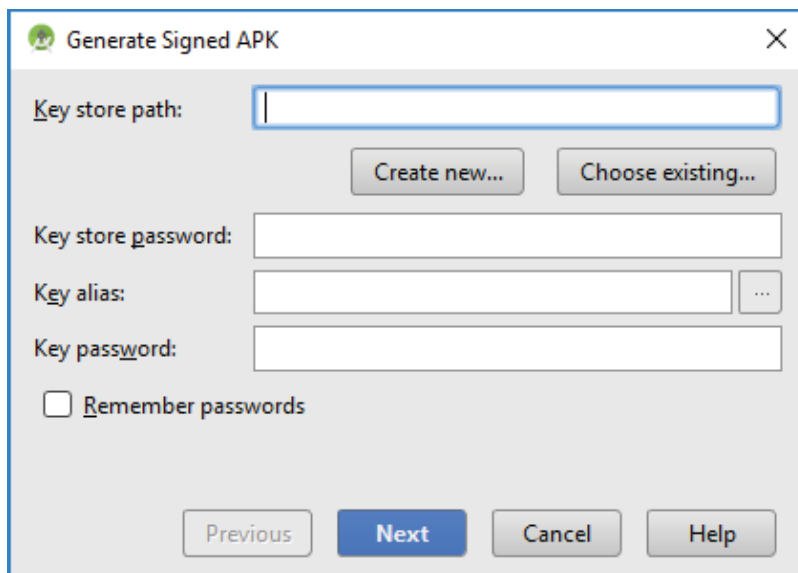 Generate Signed APK
Key store path:
Create new... Choose existing...
Key store password:
Key alias: ...
Key password:
Remember passwords
Previous Next Cancel Help